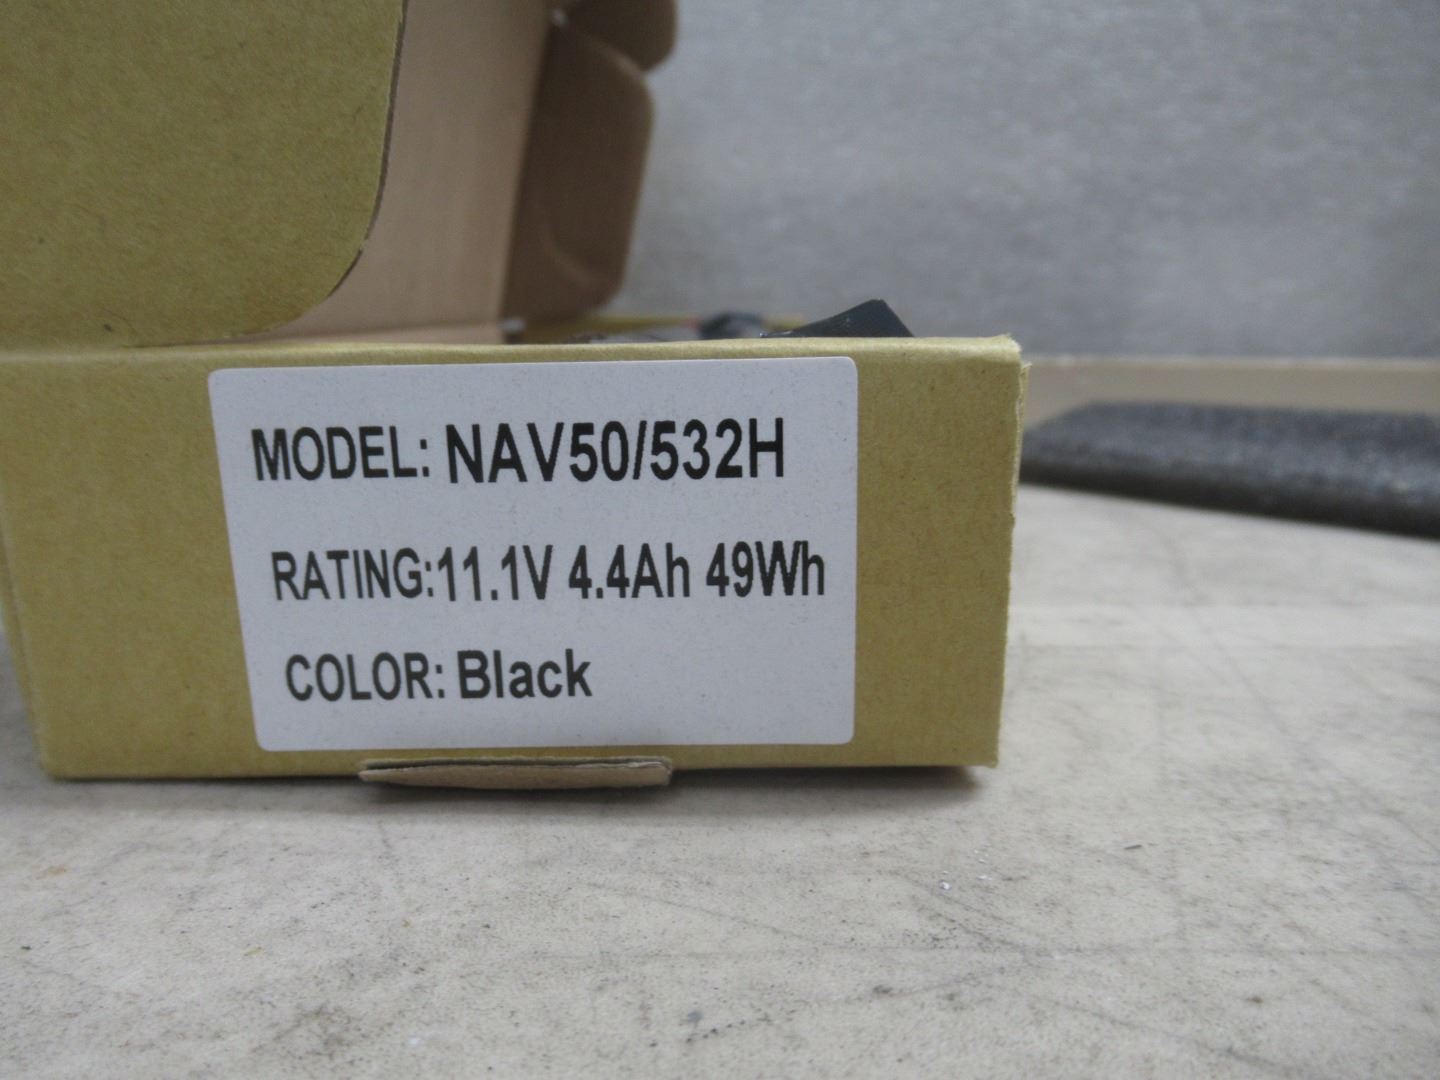 MODEL: NAV50/532H
RATING:11.1V 4.4Ah 49Wh
COLOR: Black